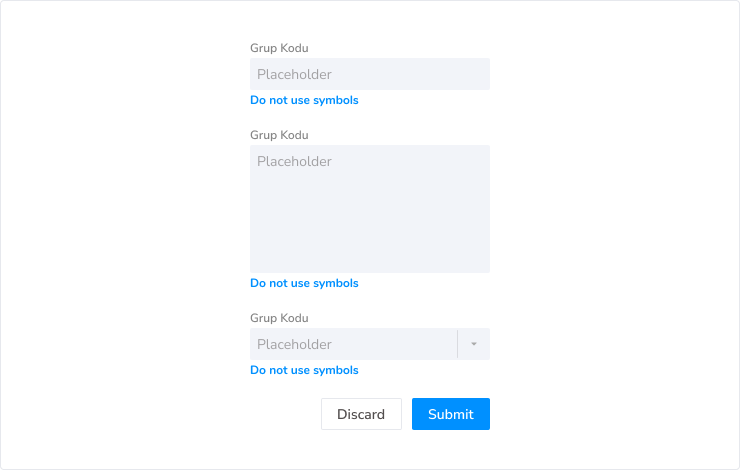 Grup Kodu
Placeholder
Do not use symbols
Grup Kodu
Placeholder
Do not use symbols
Grup Kodu
Placeholder
Do not use symbols
Discard Submit